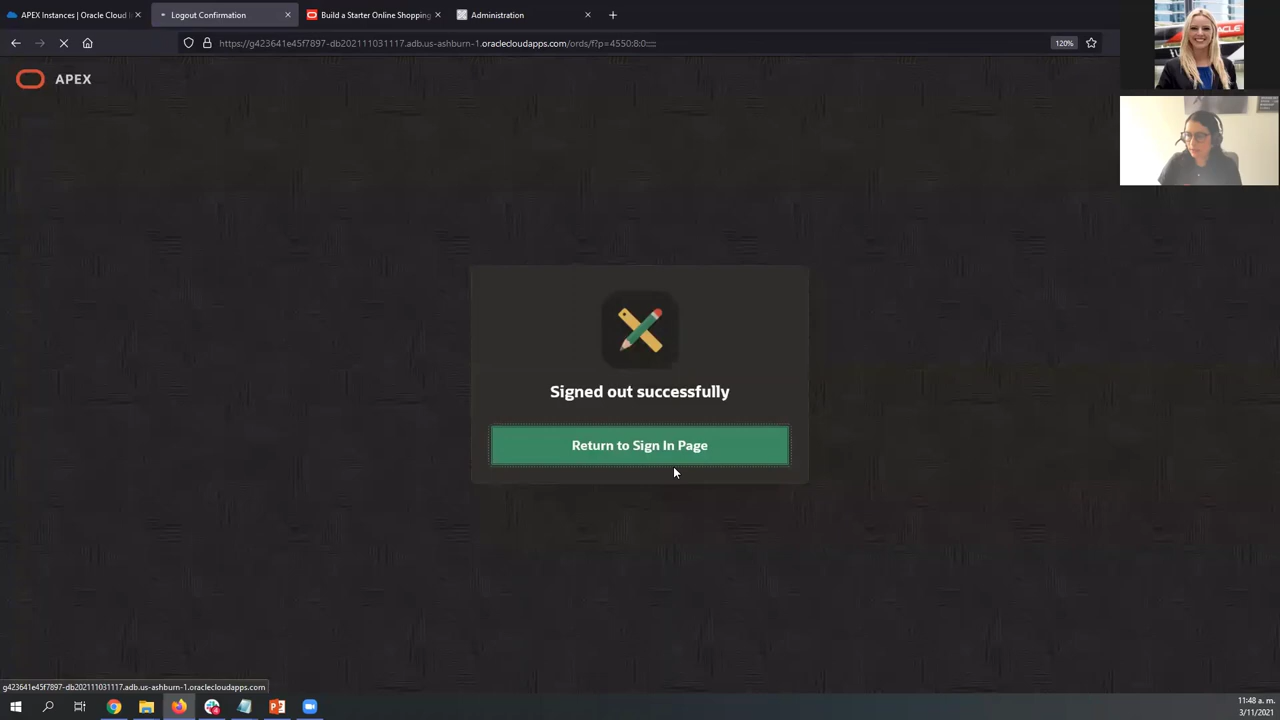 APEX Instances | Oracle Cloud I
Logout Confirmation
Build a Starter Online Shopping
Administration
https://g423641e45f7897-db202111031117.adb.us-ashburn-1.oraclecloudapps.com/ords/f?p=4550:8:0::::::
120%
APEX
ORACLE
Signed out successfully
Return to Sign In Page
g423641e45f7897-db202111031117.adb.us-ashburn-1.oraclecloudapps.com
11:48 a. m.
3/11/2021